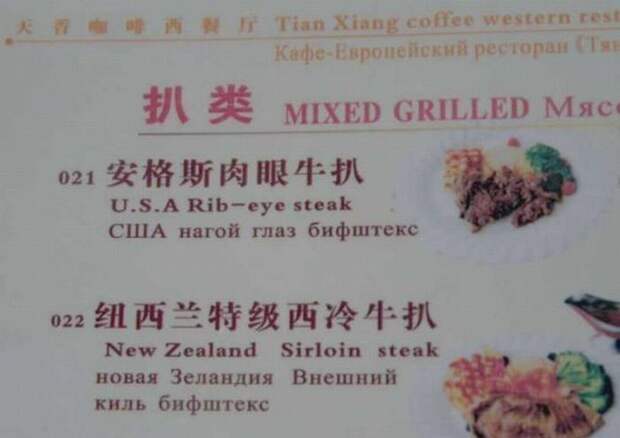 天香咖啡西餐厅 Tian Xiang coffee western
Кафе-Европейский ресторан
扒类 MIXED GRILLED
021 安格斯肉眼牛扒
U.S.A Rib-eye steak
США нагой глаз бифштекс
022 纽西兰特级西冷牛扒
New Zealand Sirloin steak
новая Зеландия Внешний
киль бифштекс